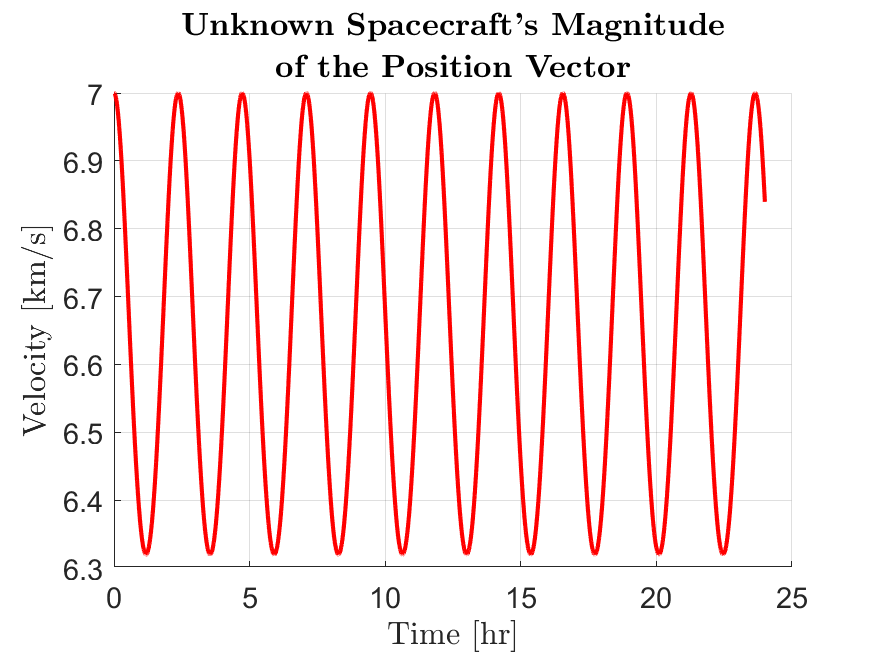 Unknown Spacecraft's Magnitude
of the Position Vector
7
6.9
6.8
6.7
6.6
6.5
6.4
6.3
Velocity [km/s]
0 5 10 15 20 25
Time [hr]